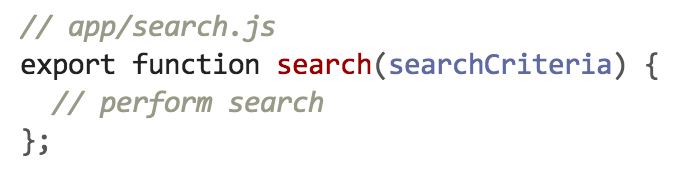 // app/search.js
export function search(searchCriteria) {
  // perform search
};